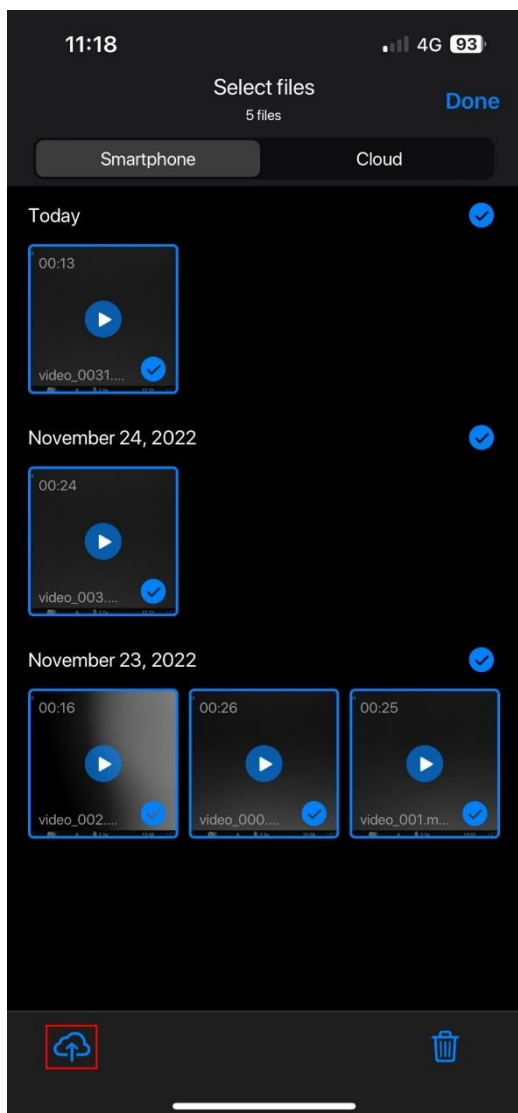 11:18 4G 93
Select files
5 files
Done
Smartphone Cloud
Today
00:13
video_0031....
November 24, 2022
00:24
video_003....
November 23, 2022
00:16 00:26 00:25
video_002.... video_000.... video_001.m...